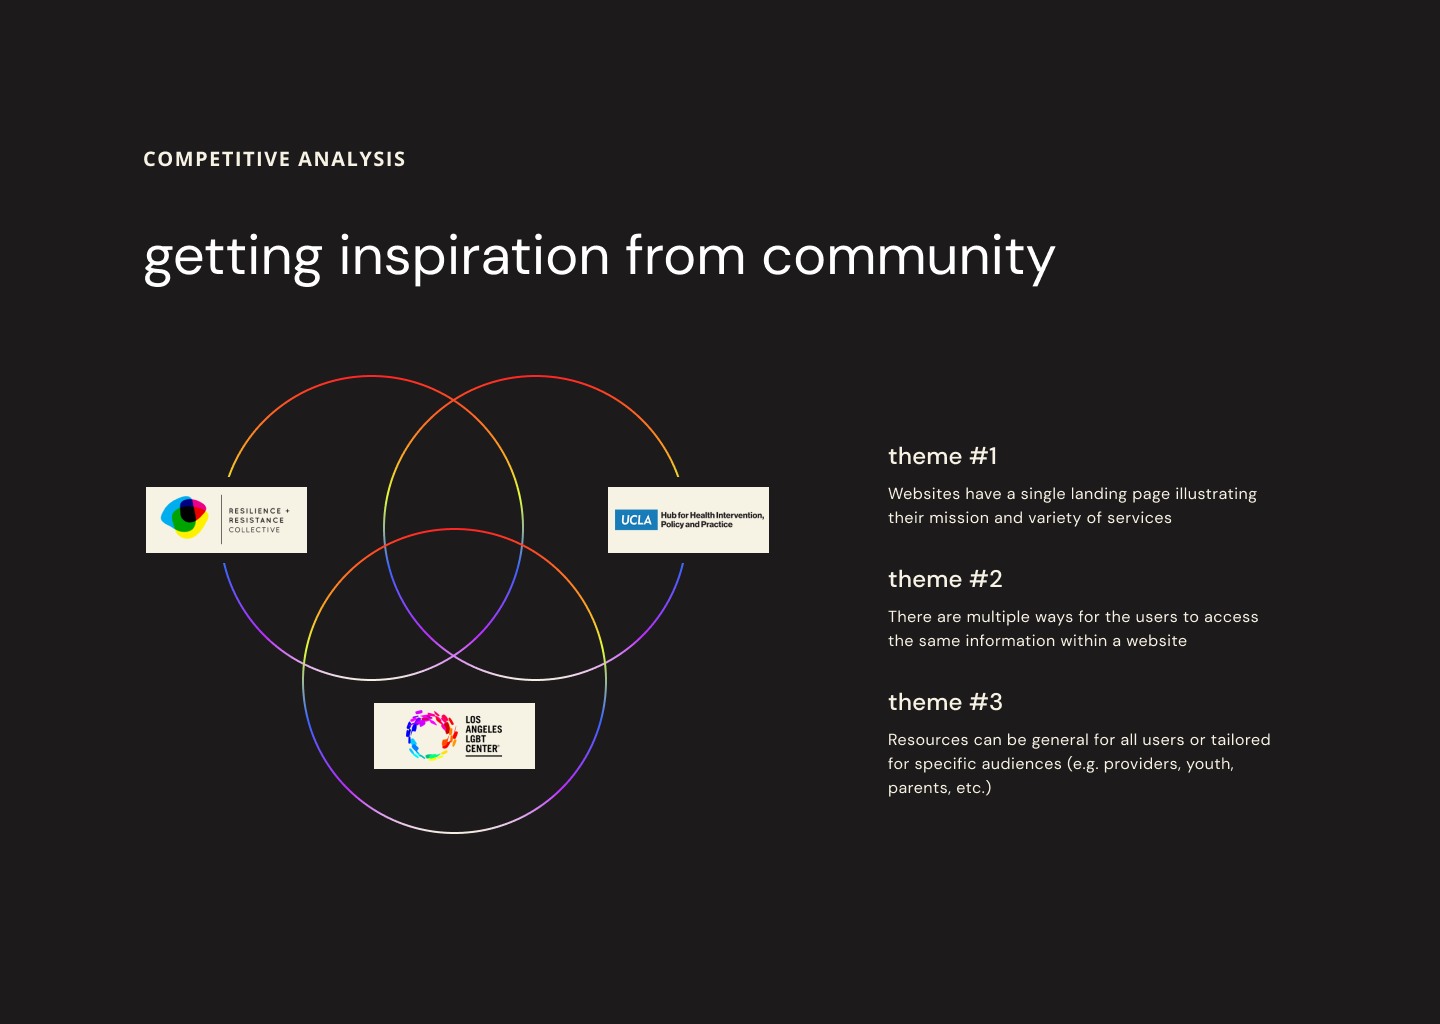 COMPETITIVE ANALYSIS
getting inspiration from community
RESILIENCE +
RESISTANCE
COLLECTIVE
UCLA
Hub for Health Intervention,
Policy and Practice
LOS
ANGELES
LGBT
CENTER
theme #1
Websites have a single landing page illustrating
their mission and variety of services
theme #2
There are multiple ways for the users to access
the same information within a website
theme #3
Resources can be general for all users or tailored
for specific audiences (e.g. providers, youth,
parents, etc.)